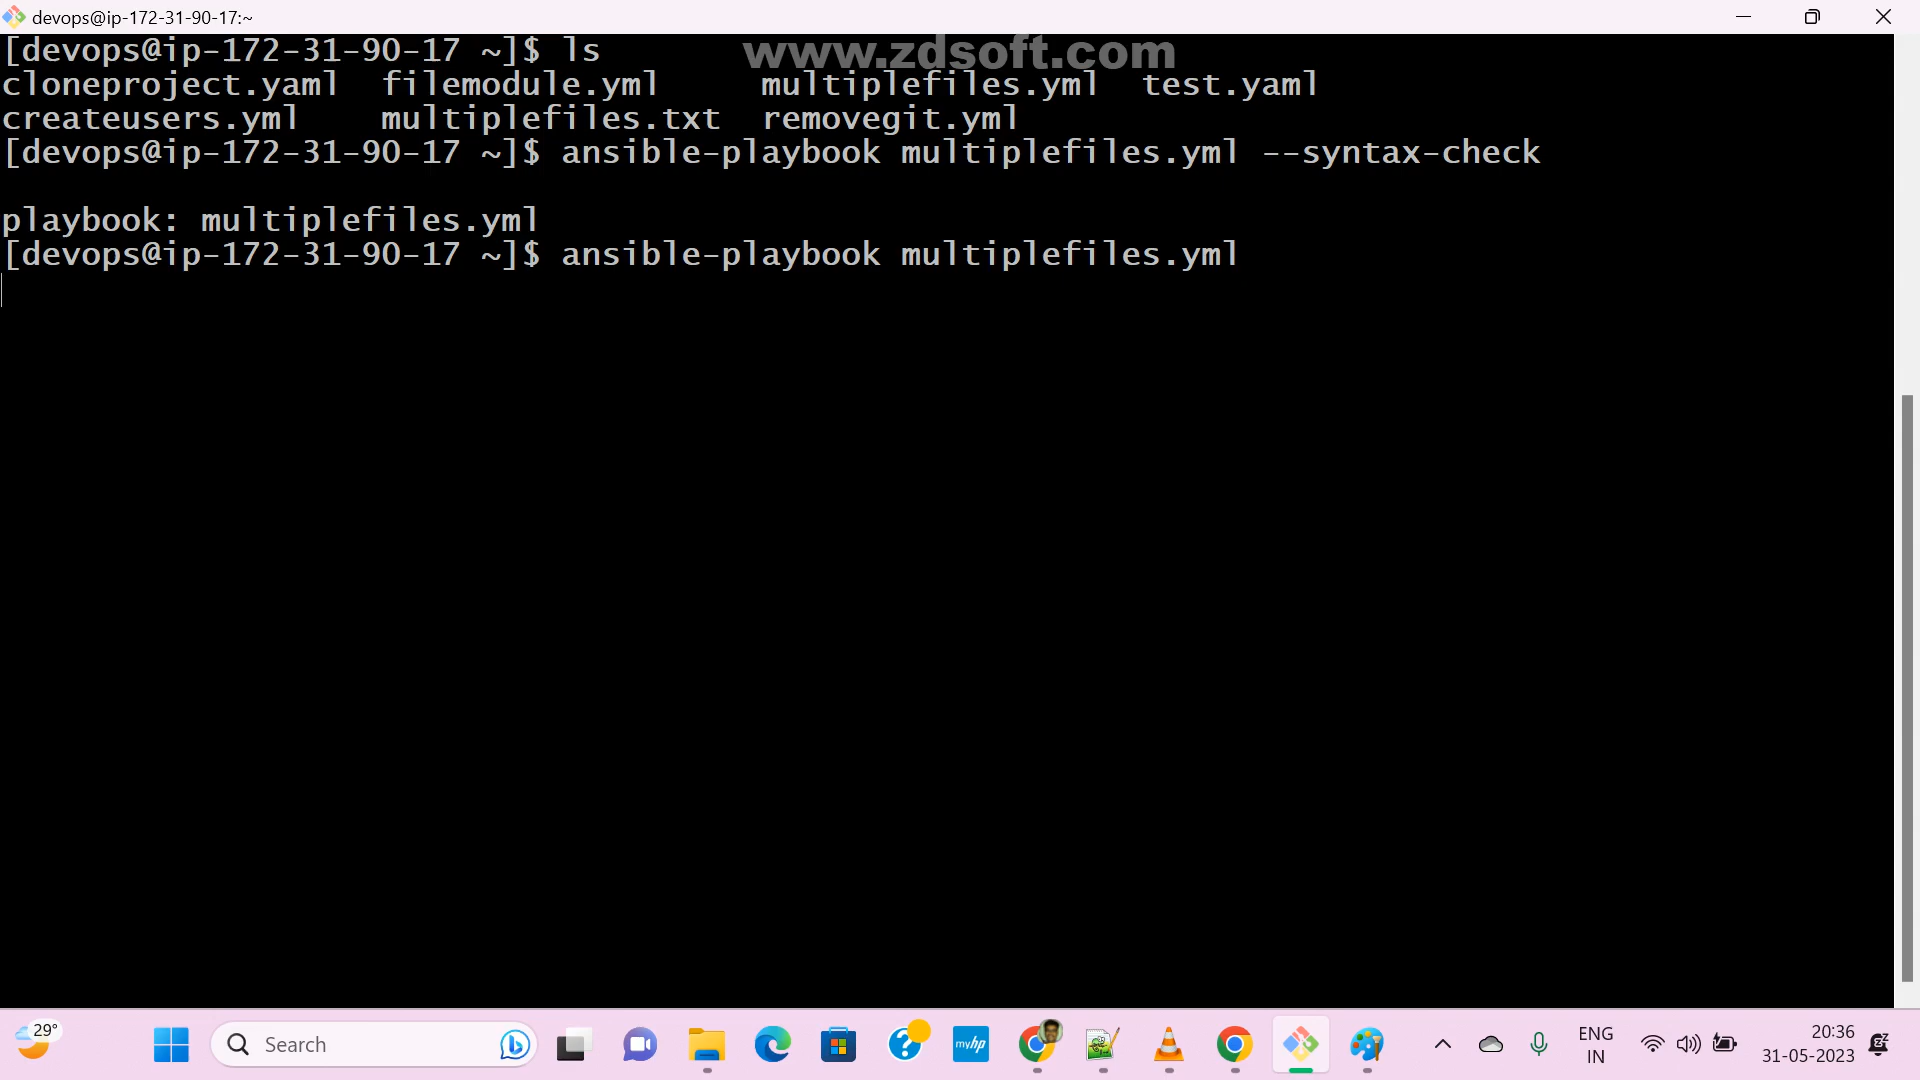 devops@ip-172-31-90-17:~
[devops@ip-172-31-90-17 ~]$ ls
www.zdsoft.com
cloneproject.yaml  filemodule.yml     multiplefiles.yml  test.yaml
createusers.yml    multiplefiles.txt  removegit.yml
[devops@ip-172-31-90-17 ~]$ ansible-playbook multiplefiles.yml --syntax-check
playbook: multiplefiles.yml
[devops@ip-172-31-90-17 ~]$ ansible-playbook multiplefiles.yml
29°
Search
myhp
ENG
IN
20:36
31-05-2023